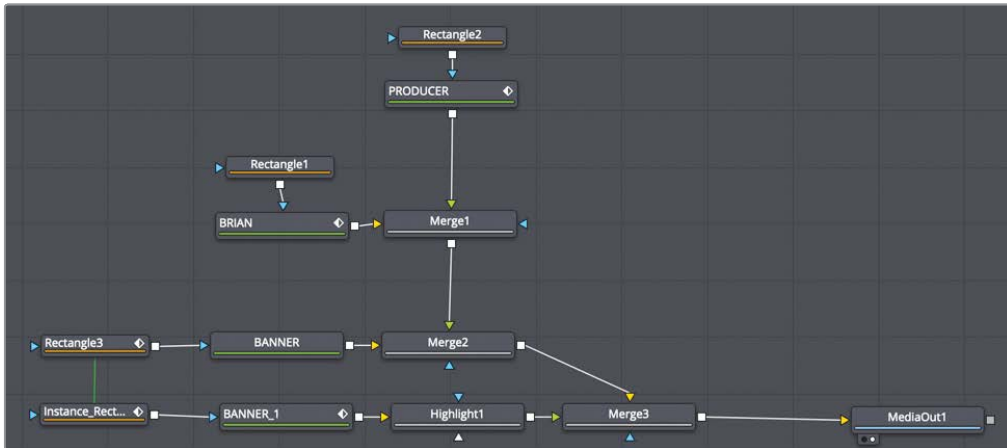 Rectangle2
PRODUCER
Rectangle1
BRIAN
Merge1
Rectangle3
BANNER
Merge2
Instance_Rect...
BANNER_1
Highlight1
Merge3
MediaOut1